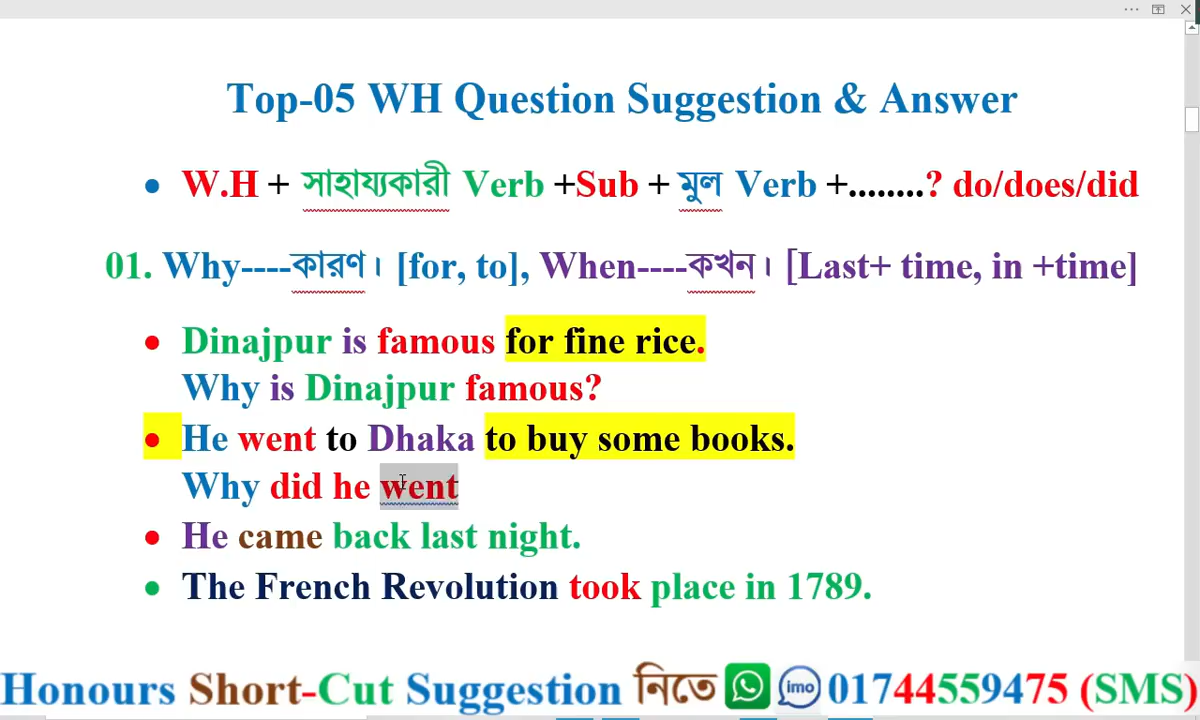 Top-05 WH Question Suggestion & Answer
• W.H + সাহায্যকারী Verb +Sub + মুল Verb +........? do/does/did
01. Why----কারণ। [for, to], When----কখন। [Last+ time, in +time]
• Dinajpur is famous for fine rice.
Why is Dinajpur famous?
• He went to Dhaka to buy some books.
Why did he went
• He came back last night.
• The French Revolution took place in 1789.
Honours Short-Cut Suggestion নিতে imo 01744559475 (SMS)